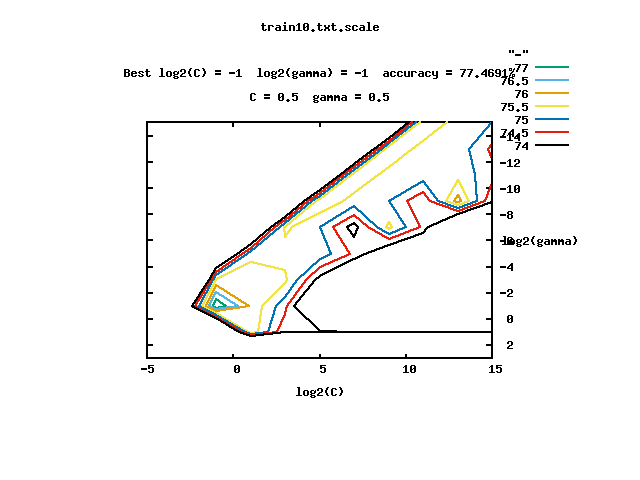 train10.txt.scale
"-"
Best log2(C) = -1 log2(gamma) = -1 accuracy = 77.4691%
77
76.5
76
75.5
75
74.5
74
C = 0.5 gamma = 0.5
-14
-12
-10
-8
-6
log2(gamma)
-4
-2
0
2
-5 0 5 10 15
log2(C)